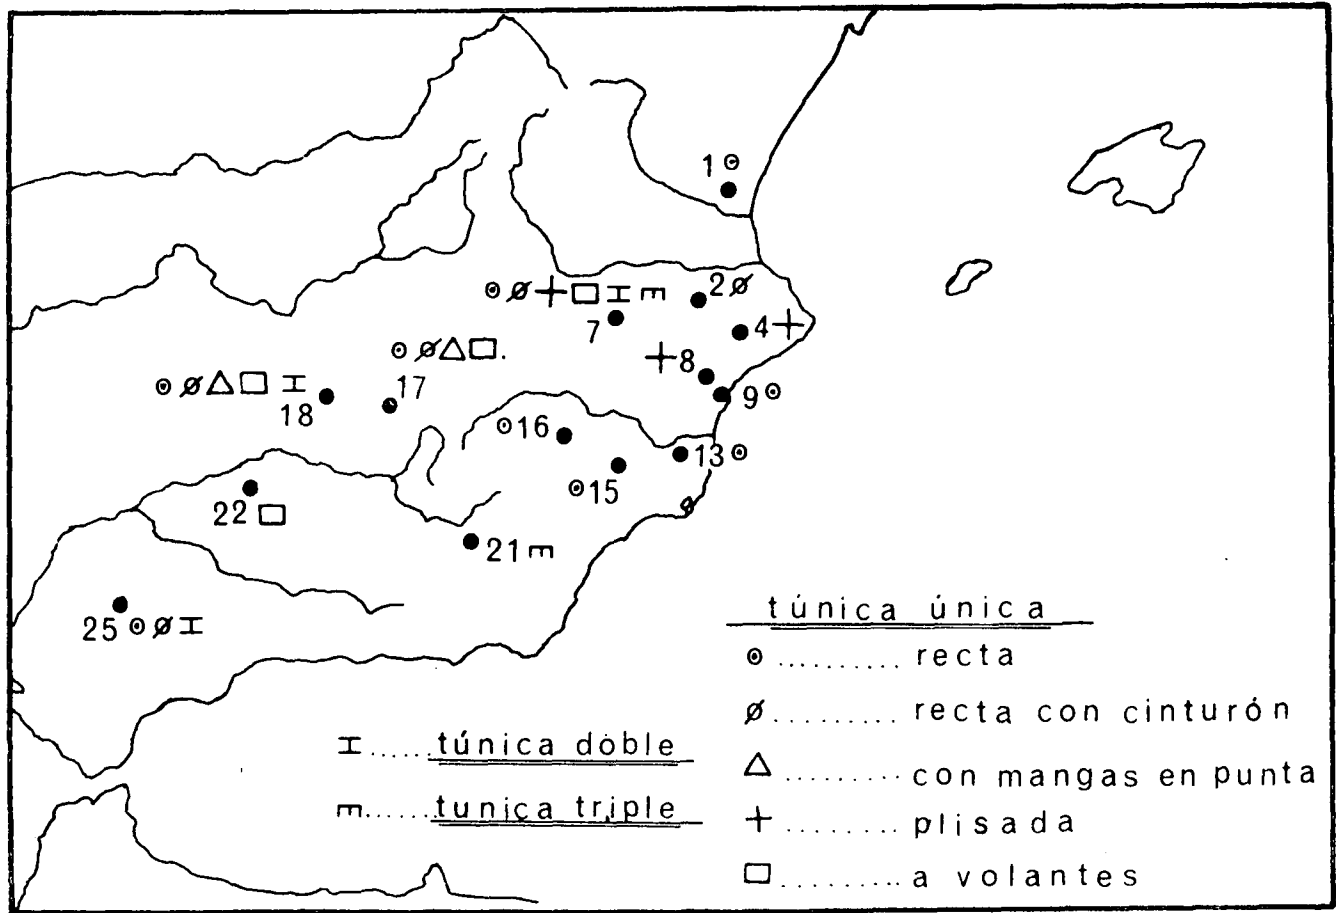 1
2
4
7
8
9
17
18
16
13
15
22
21
25
túnica única
.......... recta
......... recta con cinturón
......... con mangas en punta
........ plisada
......... a volantes
...... túnica doble
....... tunica triple